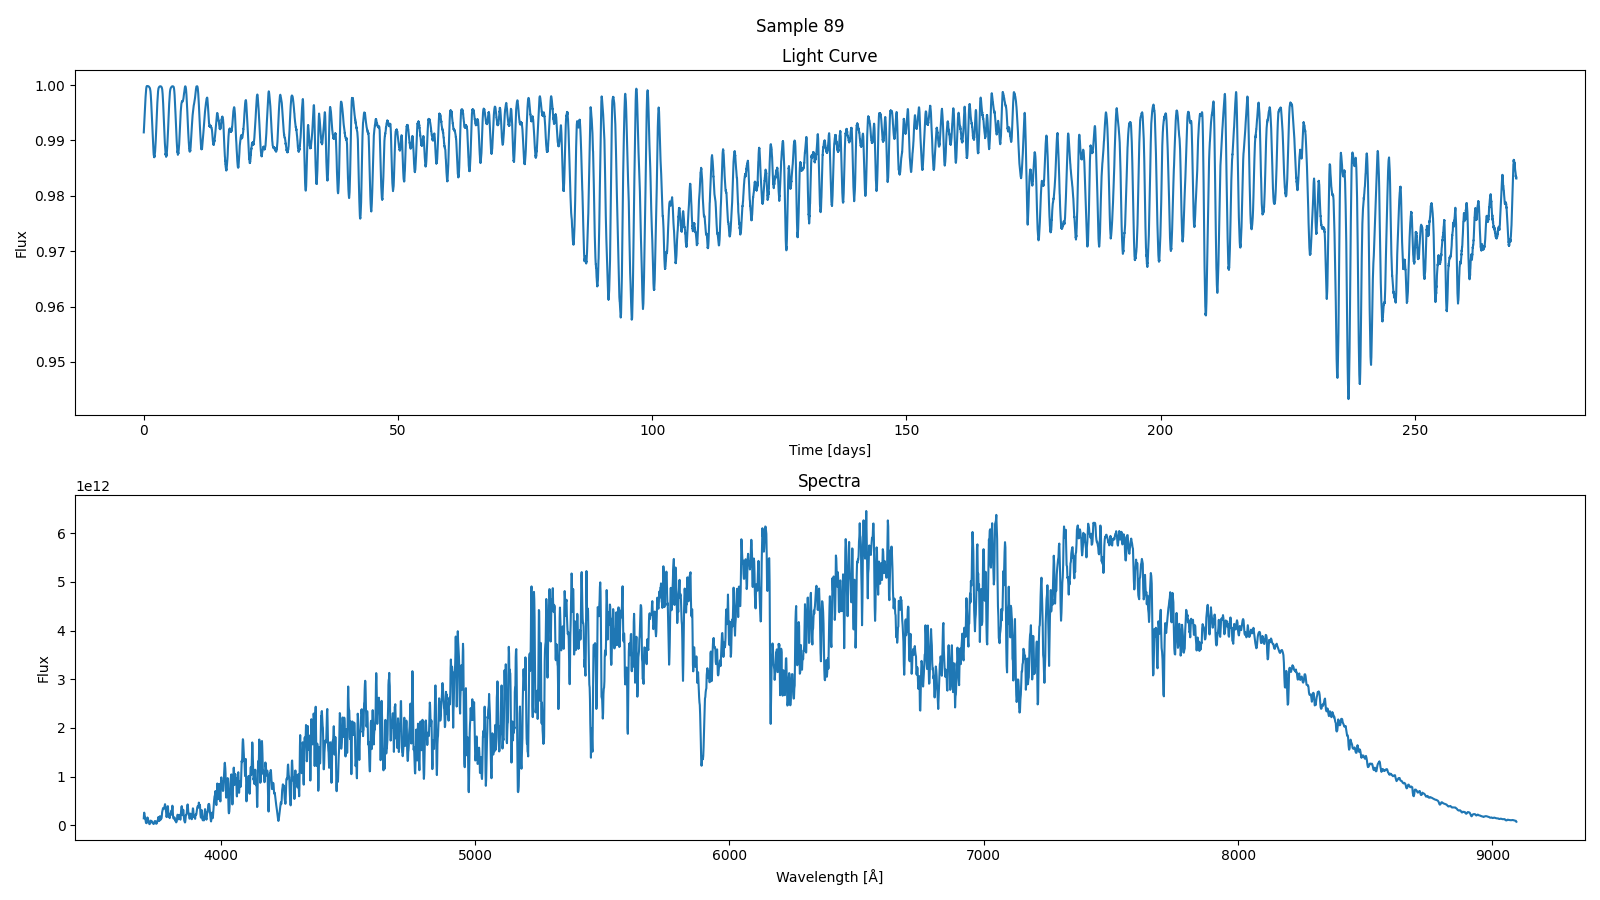 Sample 89
Light Curve
1.00
0.99
0.98
0.97
0.96
0.95
Flux
0 50 100 150 200 250
Time [days]
Spectra
1e12
6
5
4
3
2
1
0
Flux
4000 5000 6000 7000 8000 9000
Wavelength [Å]